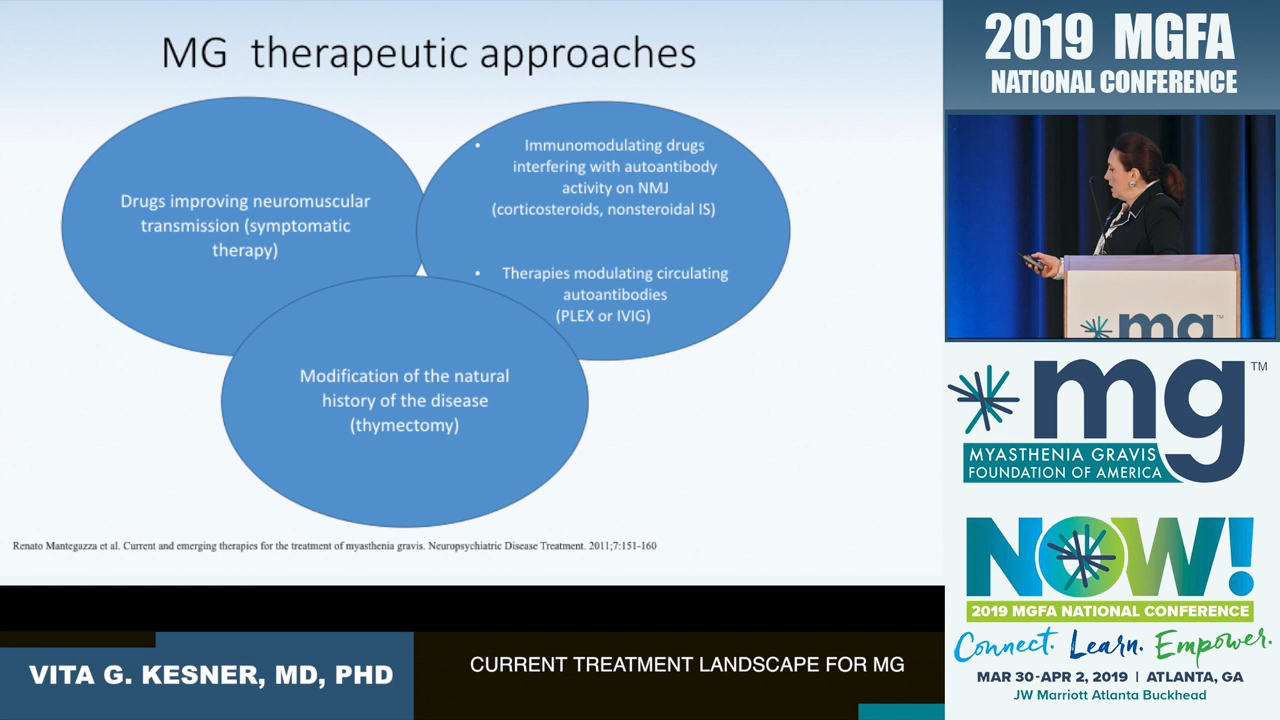 MG therapeutic approaches
Drugs improving neuromuscular
transmission (symptomatic
therapy)
• Immunomodulating drugs
interfering with autoantibody
activity on NMJ
(corticosteroids, nonsteroidal IS)
• Therapies modulating circulating
autoantibodies
(PLEX or IVIG)
Modification of the natural
history of the disease
(thymectomy)
Renato Mantegazza et al. Current and emerging therapies for the treatment of myasthenia gravis. Neuropsychiatric Disease Treatment. 2011;7:151-160
VITA G. KESNER, MD, PHD
CURRENT TREATMENT LANDSCAPE FOR MG
2019 MGFA
NATIONAL CONFERENCE
mg™
mg™
MYASTHENIA GRAVIS
FOUNDATION OF AMERICA
NOW!
2019 MGFA NATIONAL CONFERENCE
Connect. Learn. Empower.
MAR 30-APR 2, 2019 | ATLANTA, GA
JW Marriott Atlanta Buckhead